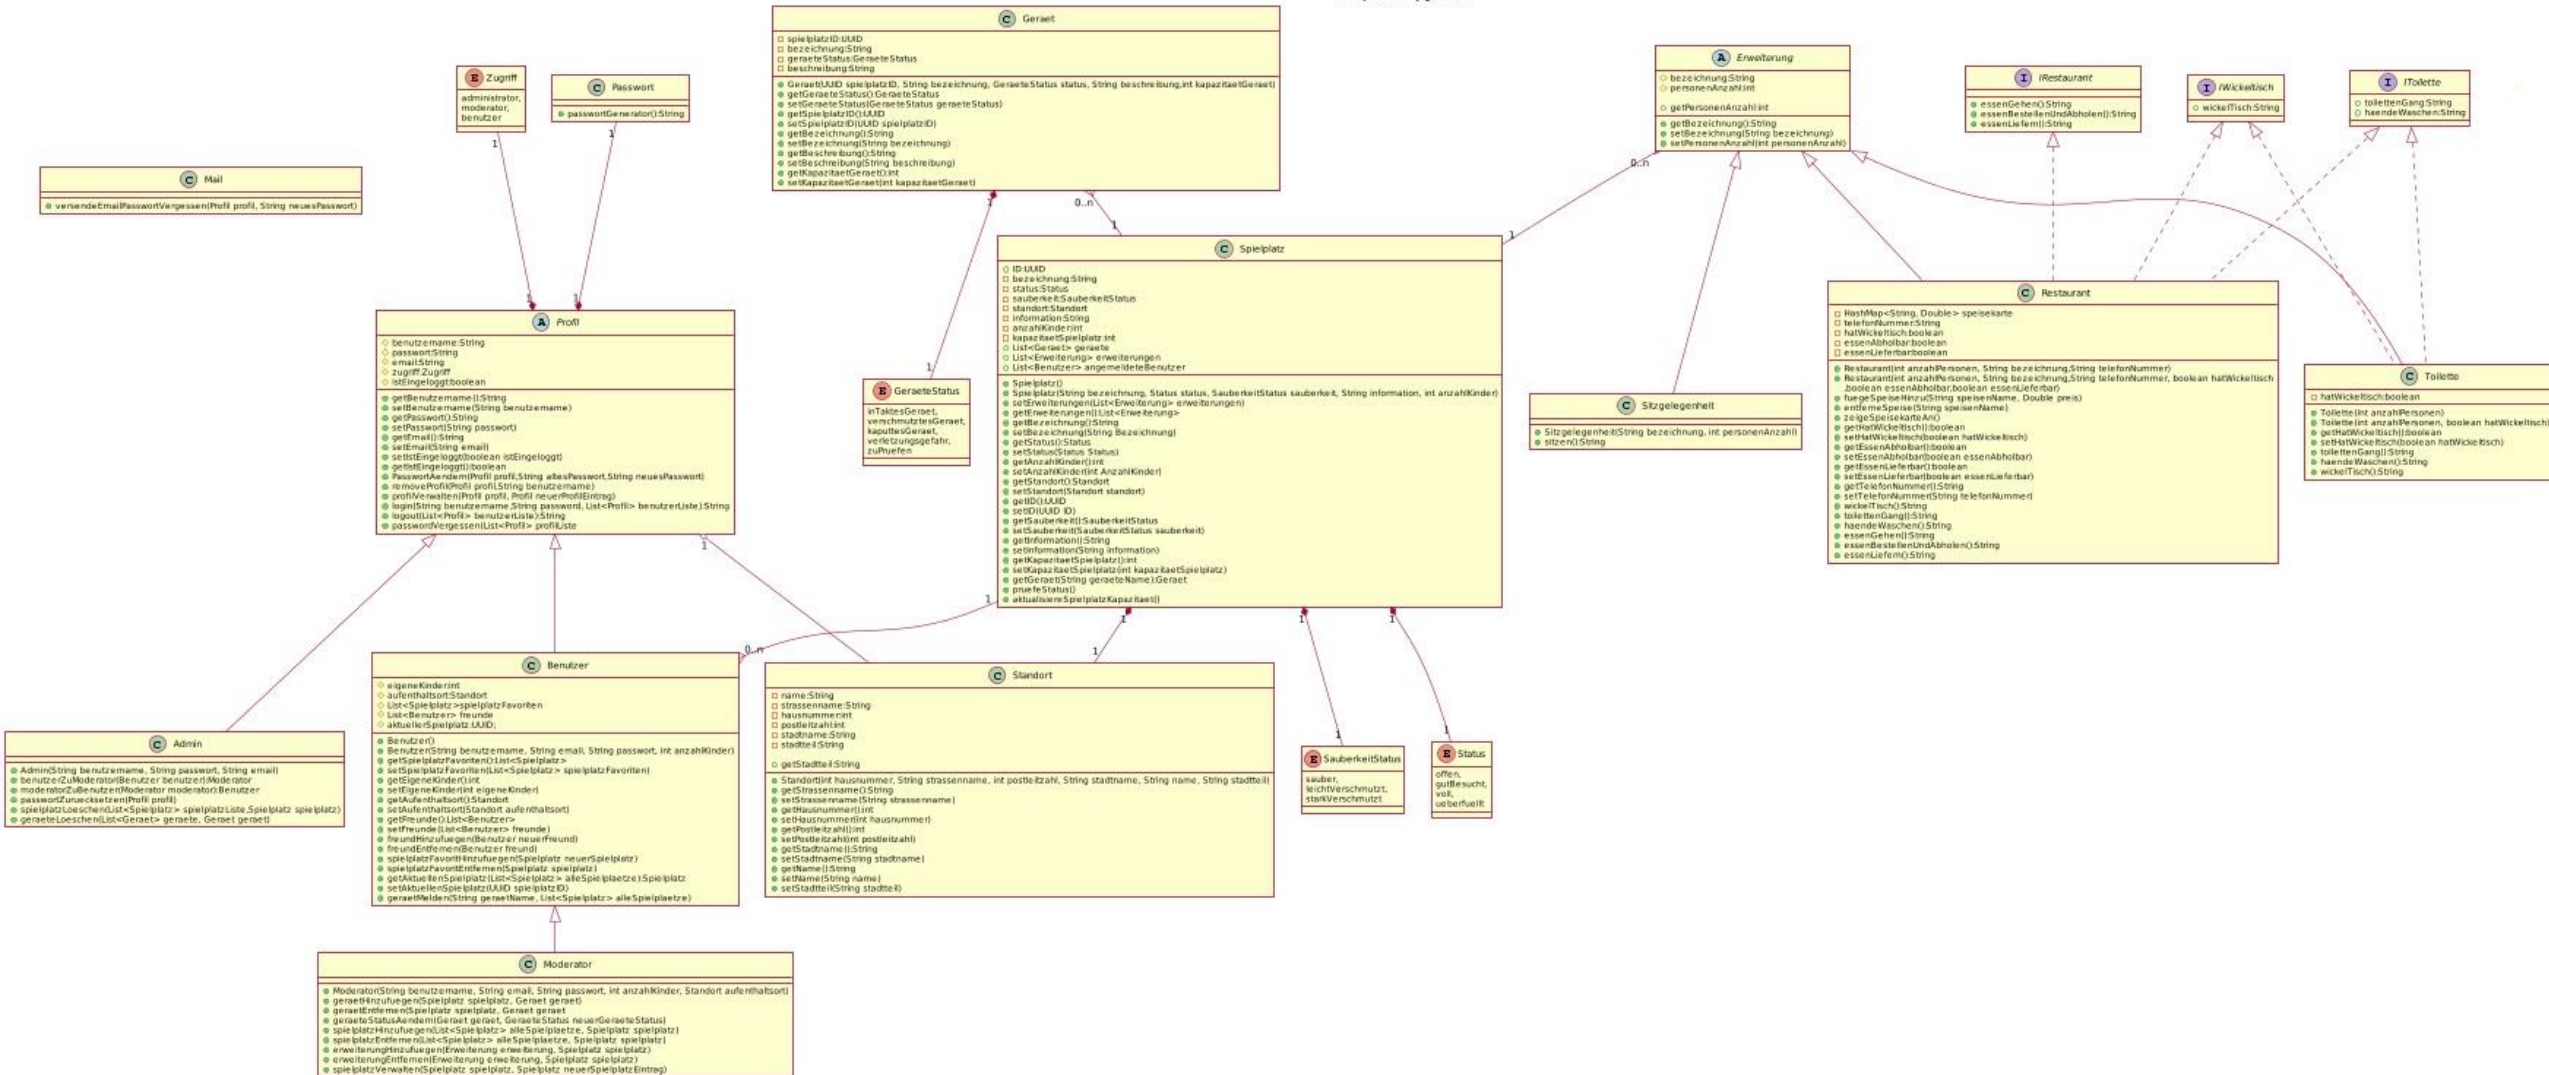 Geraet
spielplatzID:UUID
bezeichnung:String
geraeteStatus:GeraeteStatus
beschreibung:String
Geraet(UUID spielplatzID, String bezeichnung, GeraeteStatus status, String beschreibung,int kapazitaetGeraet)
getGeraeteStatus():GeraeteStatus
setGeraeteStatus(GeraeteStatus geraeteStatus)
getSpielplatzID():UUID
setSpielplatzID(UUID spielplatzID)
getBezeichnung():String
setBezeichnung(String bezeichnung)
getBeschreibung():String
setBeschreibung(String beschreibung)
getKapazitaetGeraet():int
setKapazitaetGeraet(int kapazitaetGeraet)
Zugriff
administrator,
moderator,
benutzer
Passwort
passwortGenerator():String
Mail
versendeEmailPasswortVergessen(Profil profil, String neuesPasswort)
Erweiterung
bezeichnung:String
personenAnzahl:int
getPersonenAnzahl:int
getBezeichnung():String
setBezeichnung(String bezeichnung)
setPersonenAnzahl(int personenAnzahl)
IRestaurant
essenGehen():String
essenBestellenUndAbholen():String
essenLiefern():String
IWickeltisch
wickelTisch:String
IToilette
toilettenGang:String
haendeWaschen:String
1
1
1
0..n
1
0..n
1
1
1
Profil
benutzername:String
passwort:String
email:String
zugriff:Zugriff
istEingeloggt:boolean
getBenutzername():String
setBenutzername(String benutzername)
getPasswort():String
setPasswort(String passwort)
getEmail():String
setEmail(String email)
setIstEingeloggt(boolean istEingeloggt)
getIstEingeloggt():boolean
PasswortAendern(Profil profil,String altesPasswort,String neuesPasswort)
removeProfil(Profil profil,String benutzername)
profilVerwalten(Profil profil, Profil neuerProfilEintrag)
login(String benutzername,String password, List<Profil> benutzerListe):String
logout(List<Profil> benutzerListe):String
passwordVergessen(List<Profil> profilListe
1
1
GeraeteStatus
inTaktesGeraet,
verschmutztesGeraet,
kaputtesGeraet,
verletzungsgefahr,
zuPruefen
Spielplatz
ID:UUID
bezeichnung:String
status:Status
sauberkeit:SauberkeitStatus
standort:Standort
information:String
anzahlKinder:int
kapazitaetSpielplatz:int
List<Geraet> geraete
List<Erweiterung> erweiterungen
List<Benutzer> angemeldeteBenutzer
Spielplatz()
Spielplatz(String bezeichnung, Status status, SauberkeitStatus sauberkeit, String information, int anzahlKinder)
setErweiterungen(List<Erweiterung> erweiterungen)
getErweiterungen():List<Erweiterung>
getBezeichnung():String
setBezeichnung(String Bezeichnung)
getStatus():Status
setStatus(Status Status)
getAnzahlKinder():int
setAnzahlKinder(int AnzahlKinder)
getStandort():Standort
setStandort(Standort standort)
getID():UUID
setID(UUID ID)
getSauberkeit():SauberkeitStatus
setSauberkeit(SauberkeitStatus sauberkeit)
getInformation():String
setInformation(String information)
getKapazitaetSpielplatz():int
setKapazitaetSpielplatz(int kapazitaetSpielplatz)
getGeraet(String geraeteName):Geraet
pruefeStatus()
aktualisiereSpielplatzKapazitaet()
Sitzgelegenheit
Sitzgelegenheit(String bezeichnung, int personenAnzahl)
sitzen():String
Restaurant
HashMap<String, Double> speisekarte
telefonNummer:String
hatWickeltisch:boolean
essenAbholbar:boolean
essenLieferbar:boolean
Restaurant(int anzahlPersonen, String bezeichnung,String telefonNummer)
Restaurant(int anzahlPersonen, String bezeichnung,String telefonNummer, boolean hatWickeltisch
,boolean essenAbholbar,boolean essenLieferbar)
fuegeSpeiseHinzu(String speisenName, Double preis)
entferneSpeise(String speisenName)
zeigeSpeisekarteAn()
getHatWickeltisch():boolean
setHatWickeltisch(boolean hatWickeltisch)
getEssenAbholbar():boolean
setEssenAbholbar(boolean essenAbholbar)
getEssenLieferbar():boolean
setEssenLieferbar(boolean essenLieferbar)
getTelefonNummer():String
setTelefonNummer(String telefonNummer)
wickelTisch():String
toilettenGang():String
haendeWaschen():String
essenGehen():String
essenBestellenUndAbholen():String
essenLiefern():String
Toilette
hatWickeltisch:boolean
Toilette(int anzahlPersonen)
Toilette(int anzahlPersonen, boolean hatWickeltisch)
getHatWickeltisch():boolean
setHatWickeltisch(boolean hatWickeltisch)
toilettenGang():String
haendeWaschen():String
wickelTisch():String
1
1
0..n
1
1
1
1
1
1
Admin
Admin(String benutzername, String passwort, String email)
benutzerZuModerator(Benutzer benutzer):Moderator
moderatorZuBenutzer(Moderator moderator):Benutzer
passwortZuruecksetzen(Profil profil)
spielplatzLoeschen(List<Spielplatz> spielplatzListe,Spielplatz spielplatz)
geraeteLoeschen(List<Geraet> geraete, Geraet geraet)
Benutzer
eigeneKinder:int
aufenthaltsort:Standort
List<Spielplatz>spielplatzFavoriten
List<Benutzer> freunde
aktuellerSpielplatz:UUID;
Benutzer()
Benutzer(String benutzername, String email, String passwort, int anzahlKinder)
getSpielplatzFavoriten():List<Spielplatz>
setSpielplatzFavoriten(List<Spielplatz> spielplatzFavoriten)
getEigeneKinder():int
setEigeneKinder(int eigeneKinder)
getAufenthaltsort():Standort
setAufenthaltsort(Standort aufenthaltsort)
getFreunde():List<Benutzer>
setFreunde(List<Benutzer> freunde)
freundHinzufuegen(Benutzer neuerFreund)
freundEntfernen(Benutzer freund)
spielplatzFavoritHinzufuegen(Spielplatz neuerSpielplatz)
spielplatzFavoritEntfernen(Spielplatz spielplatz)
getAktuellenSpielplatz(List<Spielplatz> alleSpielplaetze):Spielplatz
setAktuellenSpielplatz(UUID spielplatzID)
geraetMelden(String geraetName, List<Spielplatz> alleSpielplaetze)
Standort
name:String
strassenname:String
hausnummer:int
postleitzahl:int
stadtname:String
stadtteil:String
getStadtteil:String
Standort(int hausnummer, String strassenname, int postleitzahl, String stadtname, String name, String stadtteil)
getStrassenname():String
setStrassenname(String strassenname)
getHausnummer():int
setHausnummer(int hausnummer)
getPostleitzahl():int
setPostleitzahl(int postleitzahl)
getStadtname():String
setStadtname(String stadtname)
getName():String
setName(String name)
setStadtteil(String stadtteil)
SauberkeitStatus
sauber,
leichtVerschmutzt,
starkVerschmutzt
Status
offen,
gutBesucht,
voll,
ueberfuellt
Moderator
Moderator(String benutzername, String email, String passwort, int anzahlKinder, Standort aufenthaltsort)
geraetHinzufuegen(Spielplatz spielplatz, Geraet geraet)
geraetEntfernen(Spielplatz spielplatz, Geraet geraet
geraeteStatusAendern(Geraet geraet, GeraeteStatus neuerGeraeteStatus)
spielplatzHinzufuegen(List<Spielplatz> alleSpielplaetze, Spielplatz spielplatz)
spielplatzEntfernen(List<Spielplatz> alleSpielplaetze, Spielplatz spielplatz)
erweiterungHinzufuegen(Erweiterung erweiterung, Spielplatz spielplatz)
erweiterungEntfernen(Erweiterung erweiterung, Spielplatz spielplatz)
spielplatzVerwalten(Spielplatz spielplatz, Spielplatz neuerSpielplatzEintrag)